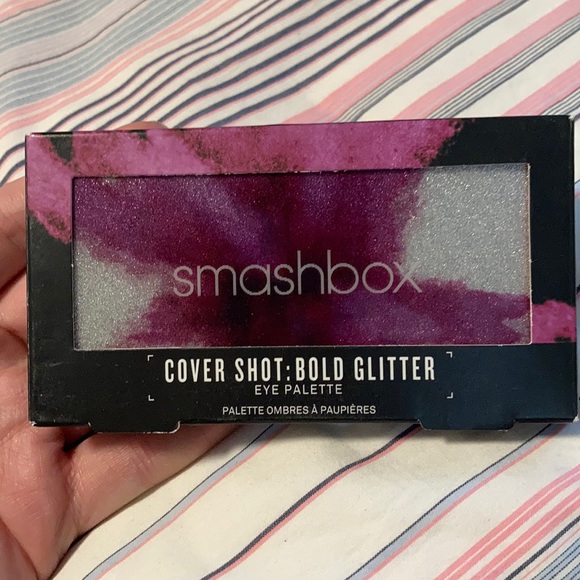 smashbox
COVER SHOT: BOLD GLITTER
EYE PALETTE
PALETTE OMBRES À PAUPIÈRES